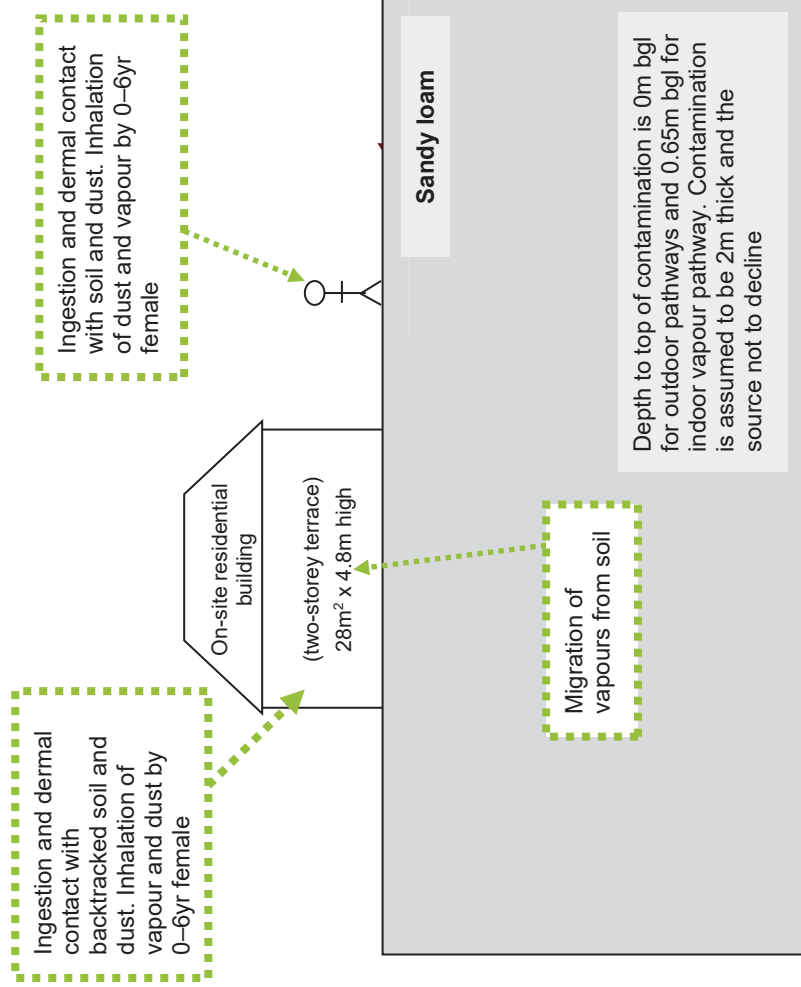 Ingestion and dermal
contact with
backtracked soil and
dust. Inhalation of
vapour and dust by
0–6yr female
Ingestion and dermal contact
with soil and dust. Inhalation
of dust and vapour by 0–6yr
female
On-site residential
building
(two-storey terrace)
28m² x 4.8m high
Sandy loam
Migration of
vapours from soil
Depth to top of contamination is 0m bgl
for outdoor pathways and 0.65m bgl for
indoor vapour pathway. Contamination
is assumed to be 2m thick and the
source not to decline